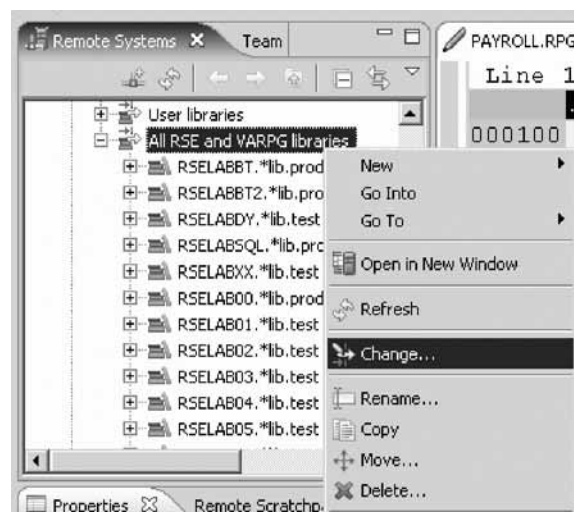 Remote Systems
Team
PAYROLL.RPG
Line 1
000100
User libraries
All RSE and VARPG libraries
RSELABBT.*lib.prod
RSELABBT2.*lib.pro
RSELABDY.*lib.test
RSELABSQL.*lib.prc
RSELABXX.*lib.test
RSELAB00.*lib.prod
RSELAB01.*lib.test
RSELAB02.*lib.test
RSELAB03.*lib.test
RSELAB04.*lib.test
RSELAB05.*lib.test
New
Go Into
Go To
Open in New Window
Refresh
Change...
Rename...
Copy
Move...
Delete...
Properties
Remote Scratchp